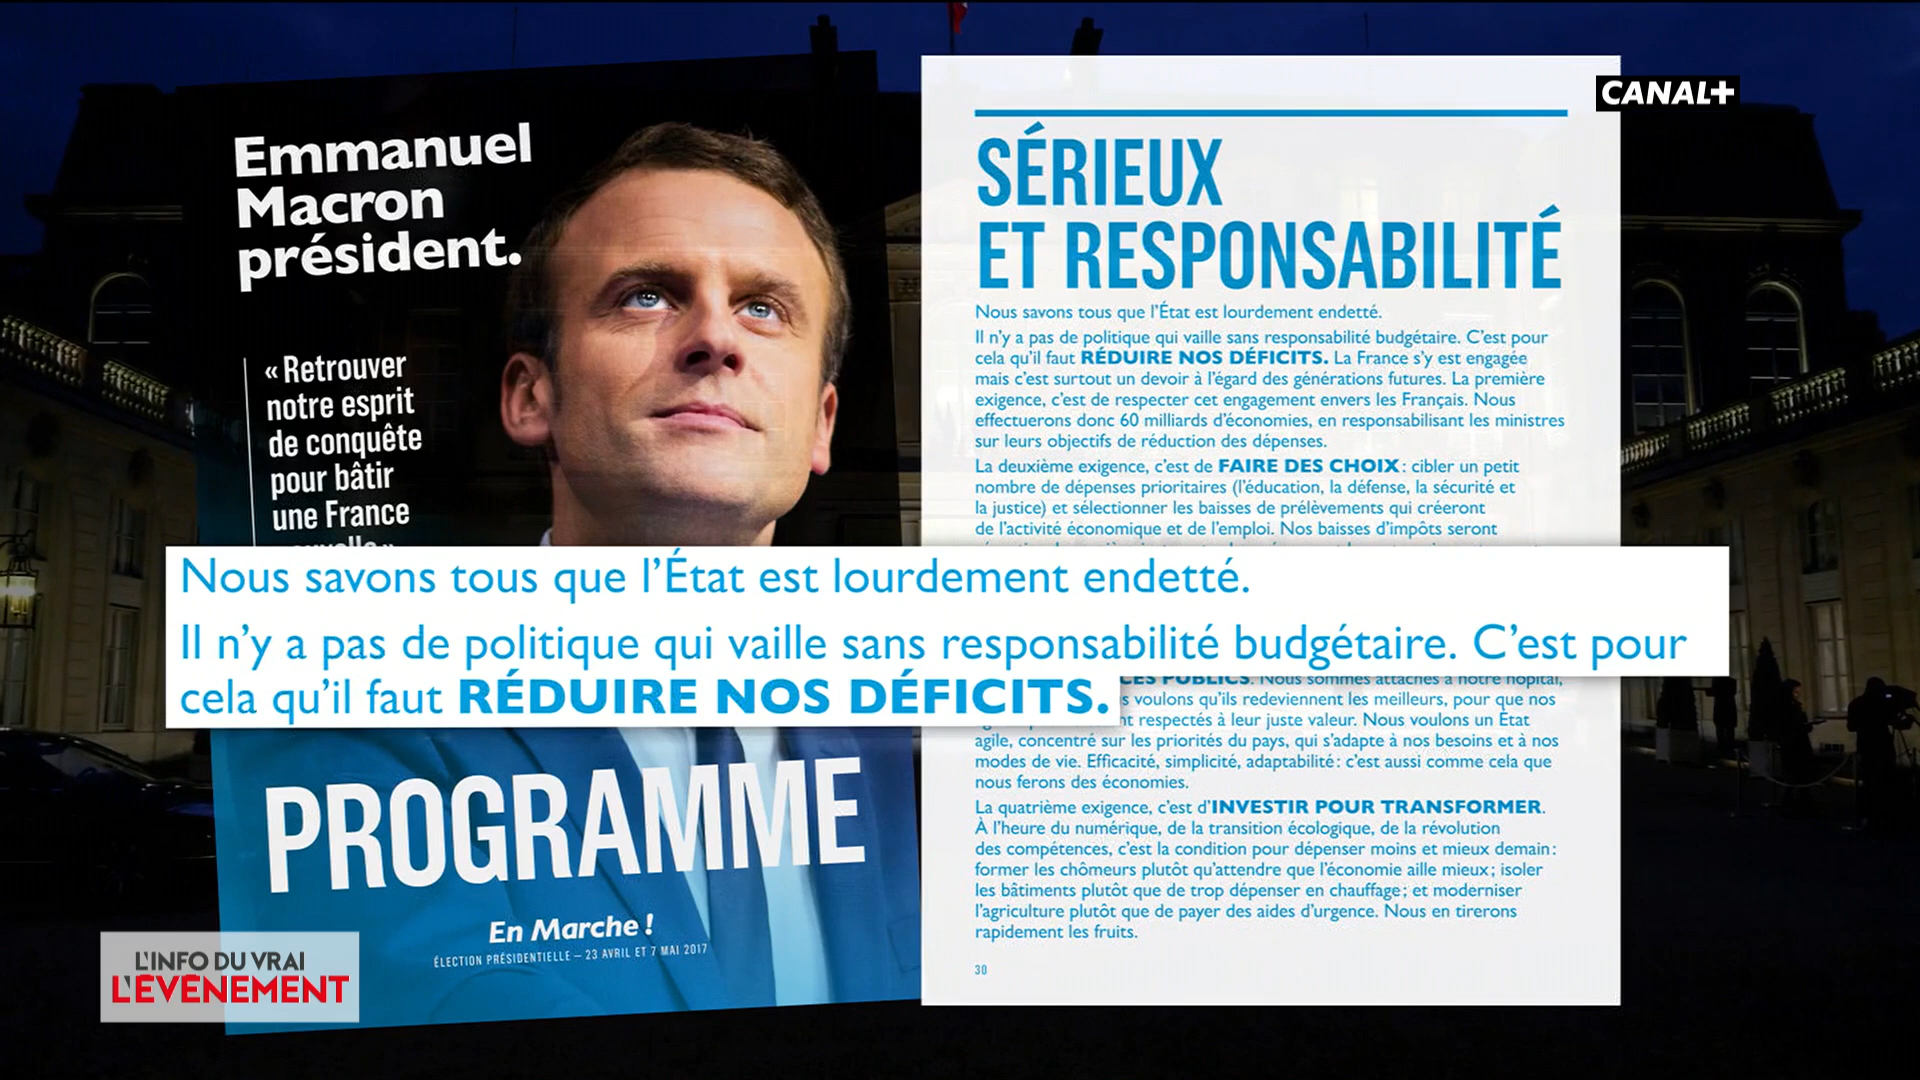 CANAL+
Emmanuel
Macron
président.
« Retrouver
notre esprit
de conquête
pour bâtir
une France
SÉRIEUX
ET RESPONSABILITÉ
Nous savons tous que l'État est lourdement endetté.
Il n'y a pas de politique qui vaille sans responsabilité budgétaire. C'est pour
cela qu'il faut RÉDUIRE NOS DÉFICITS. La France s'y est engagée
mais c'est surtout un devoir à l'égard des générations futures. La première
exigence, c'est de respecter cet engagement envers les Français. Nous
effectuerons donc 60 milliards d'économies, en responsabilisant les ministres
sur leurs objectifs de réduction des dépenses.
La deuxième exigence, c'est de FAIRE DES CHOIX : cibler un petit
nombre de dépenses prioritaires (l'éducation, la défense, la sécurité et
la justice) et sélectionner les baisses de prélèvements qui créeront
de l'activité économique et de l'emploi. Nos baisses d'impôts seront
Nous savons tous que l'État est lourdement endetté.
Il n'y a pas de politique qui vaille sans responsabilité budgétaire. C'est pour
cela qu'il faut RÉDUIRE NOS DÉFICITS.
PUBLICS. Nous sommes attachés à notre hôpital,
voulons qu'ils redeviennent les meilleurs, pour que nos
respectés à leur juste valeur. Nous voulons un État
agile, concentré sur les priorités du pays, qui s'adapte à nos besoins et à nos
modes de vie. Efficacité, simplicité, adaptabilité : c'est aussi comme cela que
nous ferons des économies.
La quatrième exigence, c'est d'INVESTIR POUR TRANSFORMER.
À l'heure du numérique, de la transition écologique, de la révolution
des compétences, c'est la condition pour dépenser moins et mieux demain :
former les chômeurs plutôt qu'attendre que l'économie aille mieux ; isoler
les bâtiments plutôt que de trop dépenser en chauffage ; et moderniser
l'agriculture plutôt que de payer des aides d'urgence. Nous en tirerons
rapidement les fruits.
30
PROGRAMME
En Marche !
ÉLECTION PRÉSIDENTIELLE – 23 AVRIL ET 7 MAI 2017
L'INFO DU VRAI
L'ÉVÉNEMENT